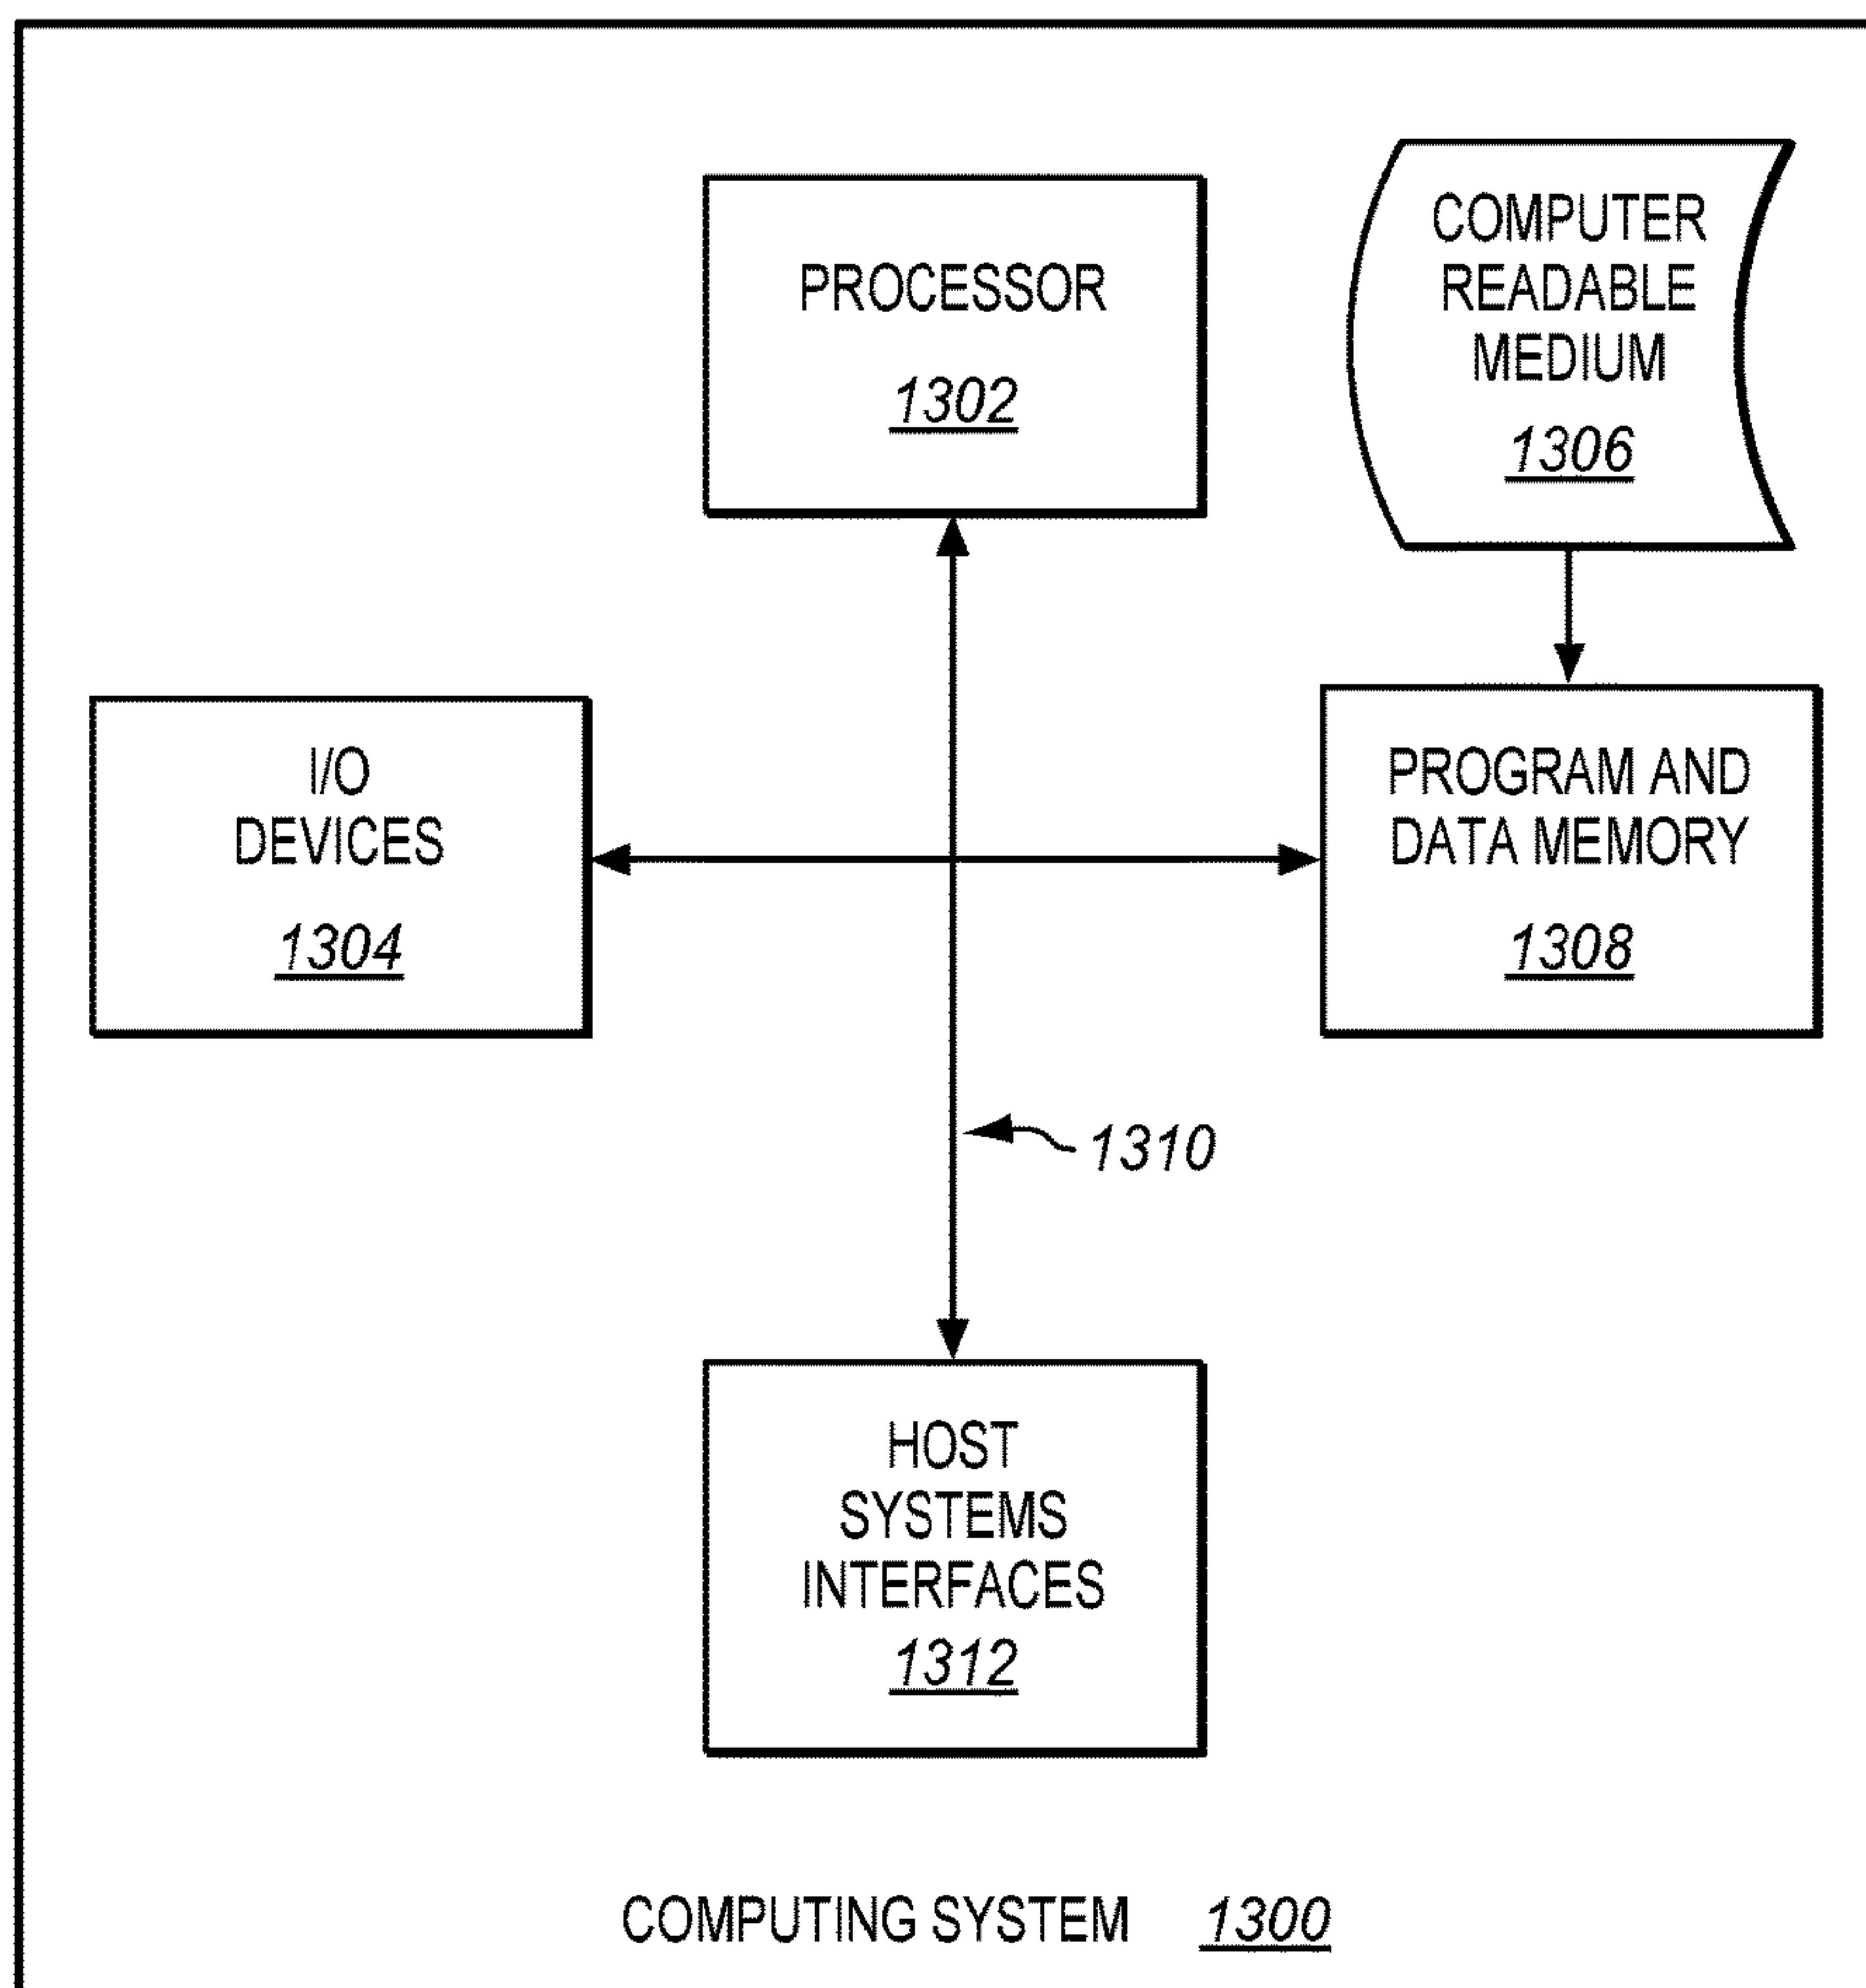 PROCESSOR
1302
COMPUTER
READABLE
MEDIUM
1306
I/O
DEVICES
1304
PROGRAM AND
DATA MEMORY
1308
1310
HOST
SYSTEMS
INTERFACES
1312
COMPUTING SYSTEM 1300